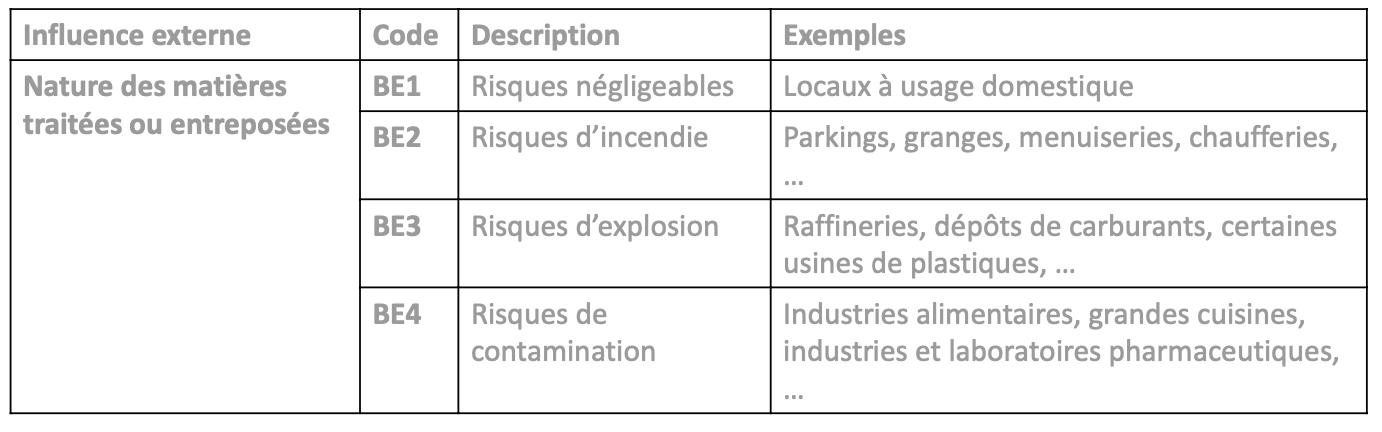 Influence externe Code Description Exemples
Nature des matières traitées ou entreposées BE1 Risques négligeables Locaux à usage domestique
BE2 Risques d’incendie Parkings, granges, menuiseries, chaufferies,
…
BE3 Risques d’explosion Raffineries, dépôts de carburants, certaines
usines de plastiques, …
BE4 Risques de contamination Industries alimentaires, grandes cuisines,
industries et laboratoires pharmaceutiques,
…